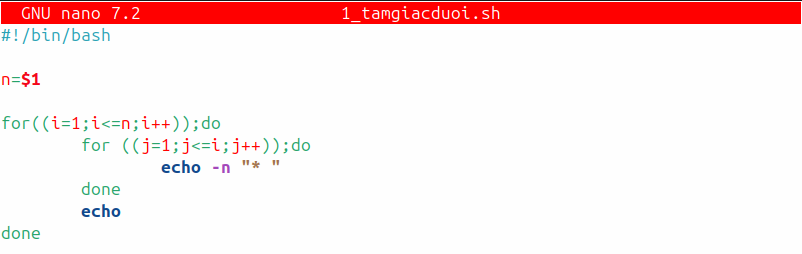 GNU nano 7.2 1_tamgiacduoi.sh
#!/bin/bash
n=$1
for((i=1;i<=n;i++));do
for ((j=1;j<=i;j++));do
echo -n "* "
done
echo
done